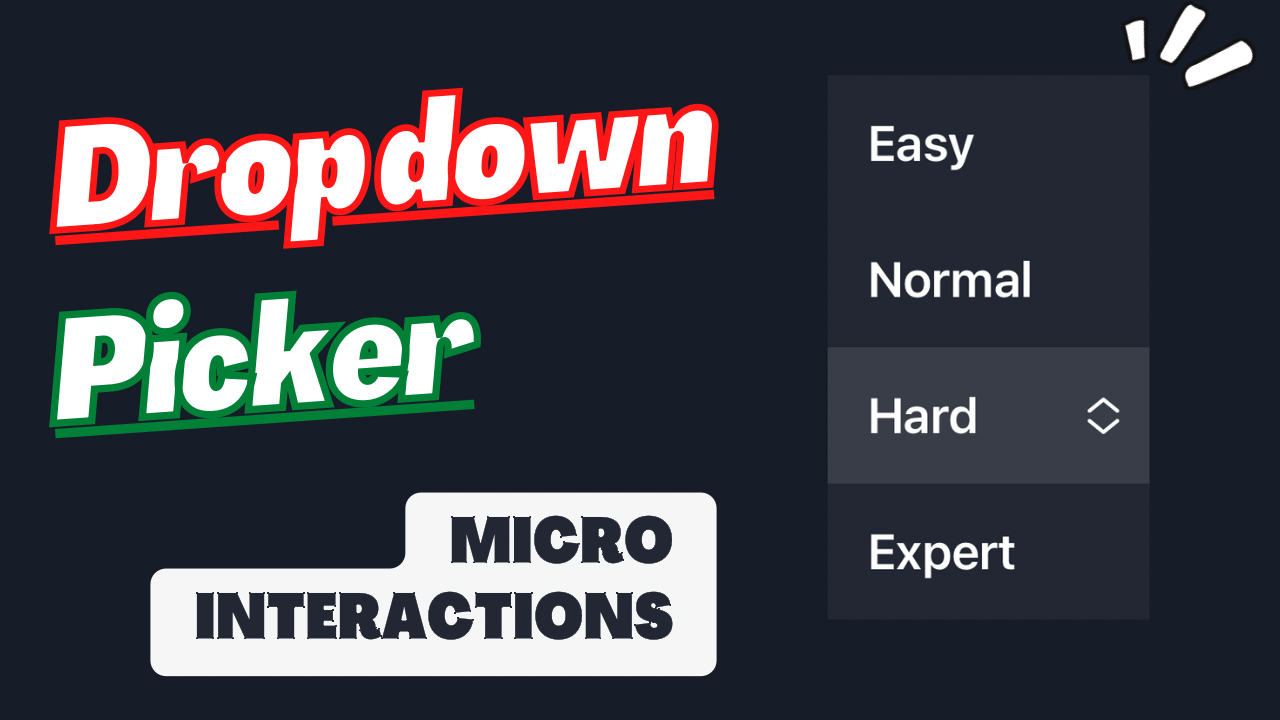 Dropdown
Picker
MICRO
INTERACTIONS
Easy
Normal
Hard
Expert